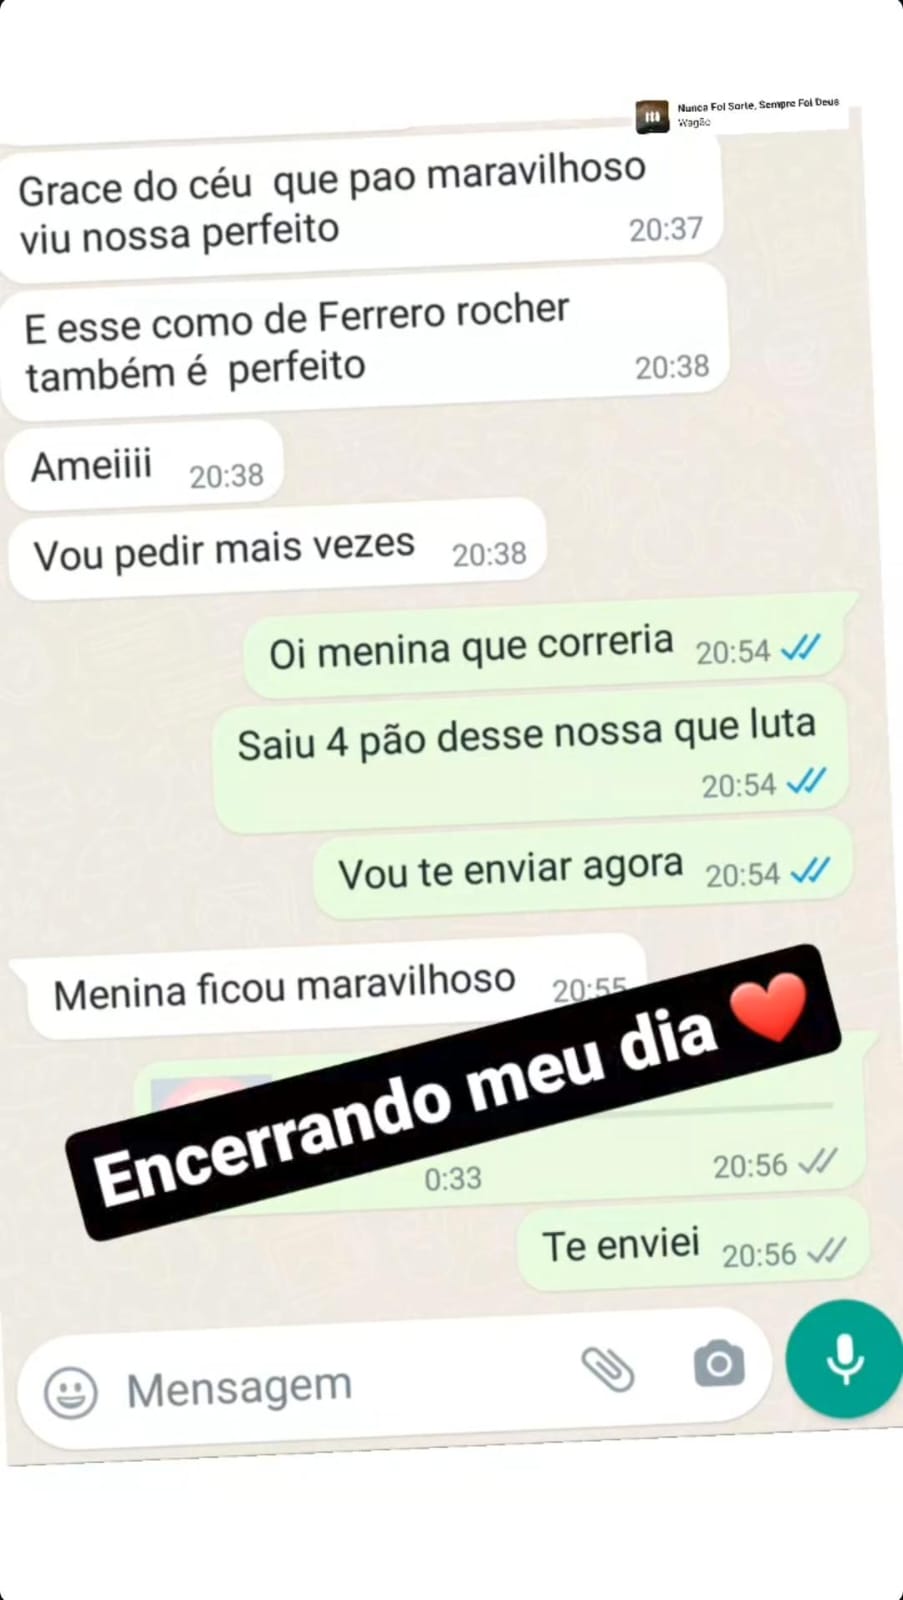 Nunca Foi Sorte, Sempre Foi Deus
Wagão
Grace do céu que pao maravilhoso
viu nossa perfeito
20:37
E esse como de Ferrero rocher
também é perfeito
20:38
Ameiiii 20:38
Vou pedir mais vezes 20:38
Oi menina que correria 20:54
Saiu 4 pão desse nossa que luta
20:54
Vou te enviar agora 20:54
Menina ficou maravilhoso 20:55
Encerrando meu dia ❤️
0:33 20:56
Te enviei 20:56
Mensagem